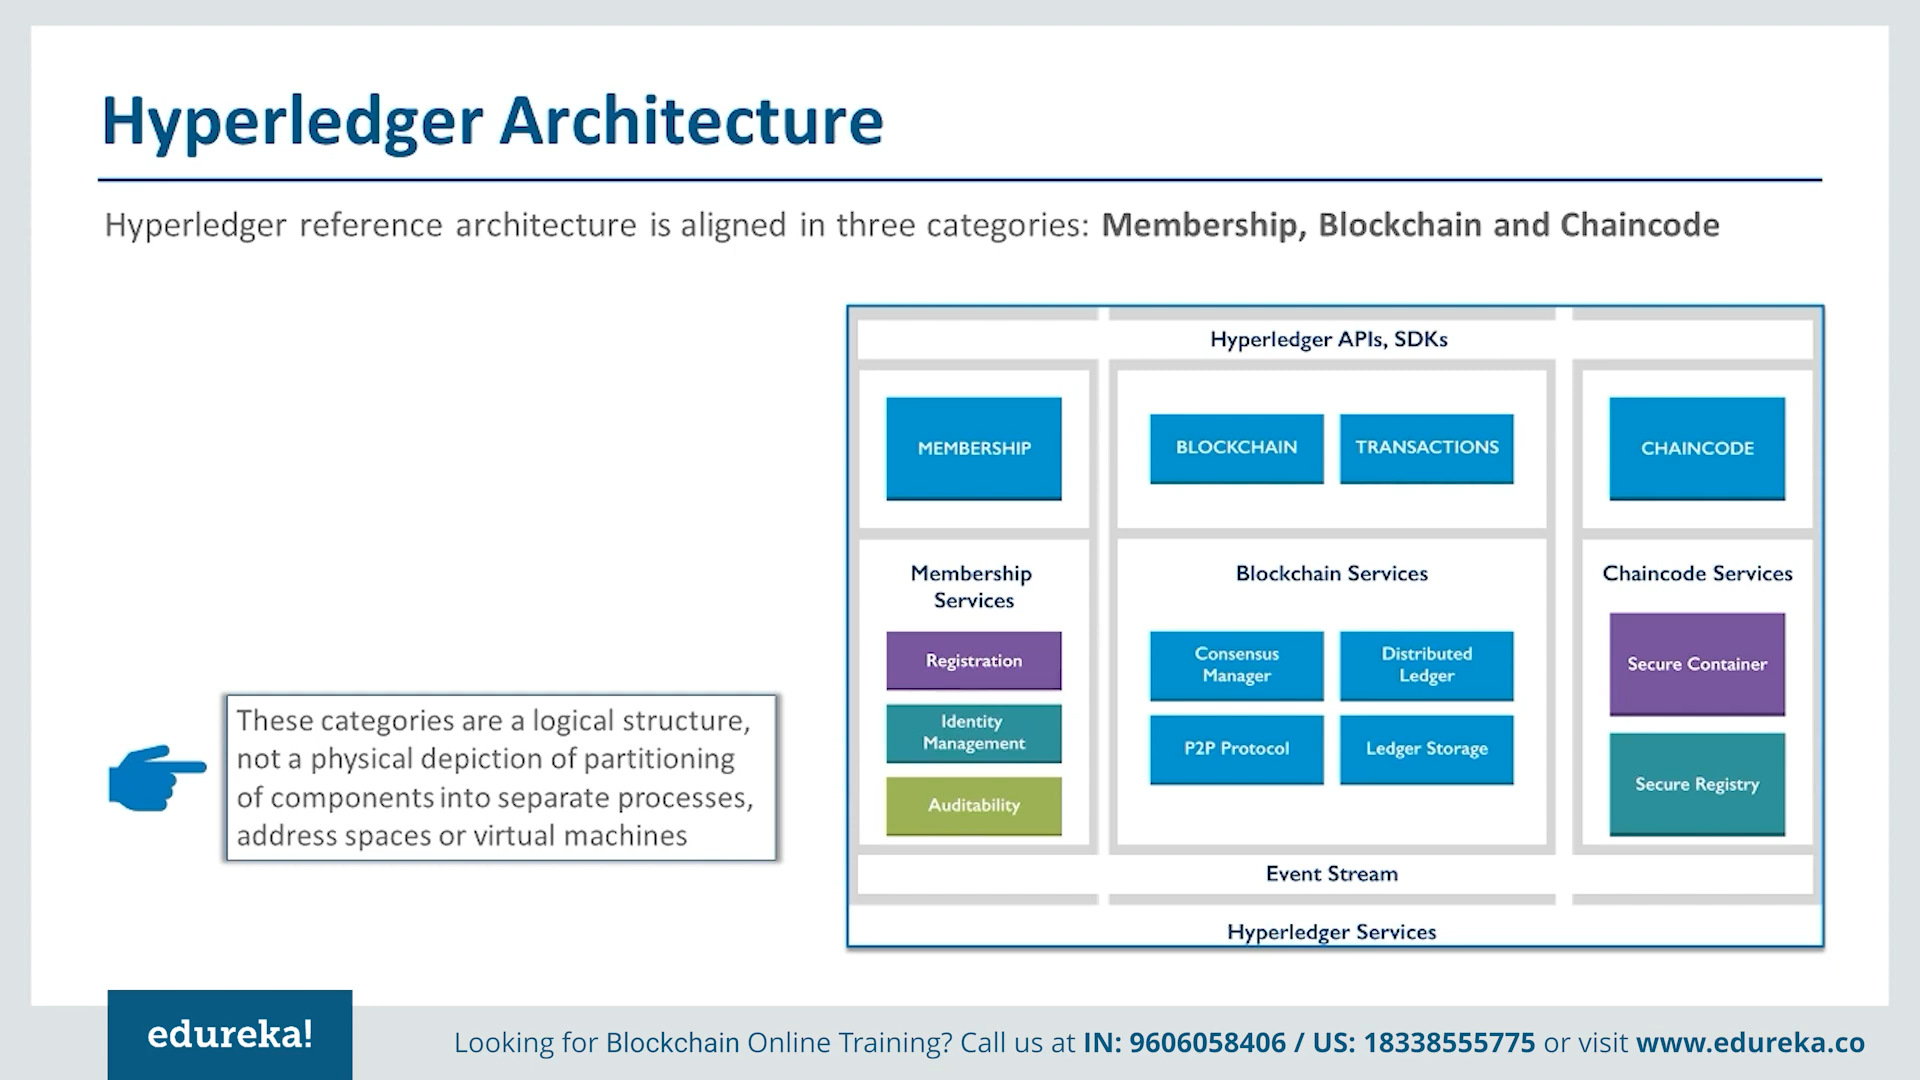 Hyperledger Architecture
Hyperledger reference architecture is aligned in three categories: Membership, Blockchain and Chaincode
These categories are a logical structure,
not a physical depiction of partitioning
of components into separate processes,
address spaces or virtual machines
Hyperledger APIs, SDKs
MEMBERSHIP
BLOCKCHAIN
TRANSACTIONS
CHAINCODE
Membership
Services
Registration
Identity
Management
Auditability
Blockchain Services
Consensus
Manager
Distributed
Ledger
P2P Protocol
Ledger Storage
Chaincode Services
Secure Container
Secure Registry
Event Stream
Hyperledger Services
edureka!
Looking for Blockchain Online Training? Call us at IN: 9606058406 / US: 18338555775 or visit www.edureka.co